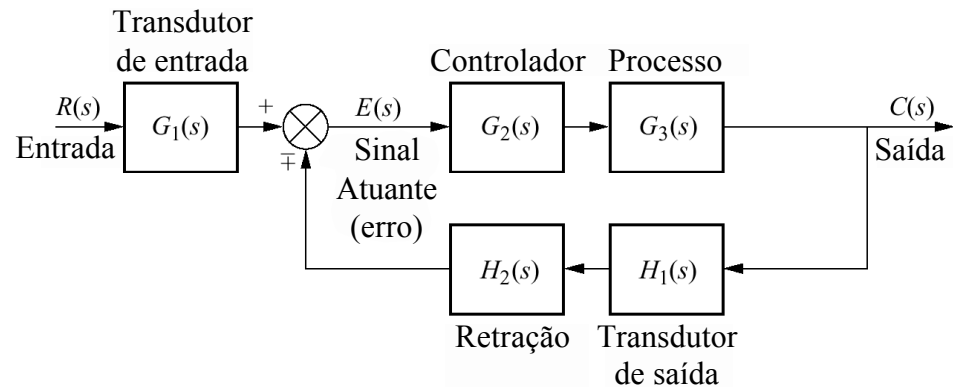 Transdutor
de entrada
Controlador
Processo
R(s)
Entrada
G₁(s)
+
∓
E(s)
Sinal
Atuante
(erro)
G₂(s)
G₃(s)
C(s)
Saída
H₂(s)
H₁(s)
Retração
Transdutor
de saída